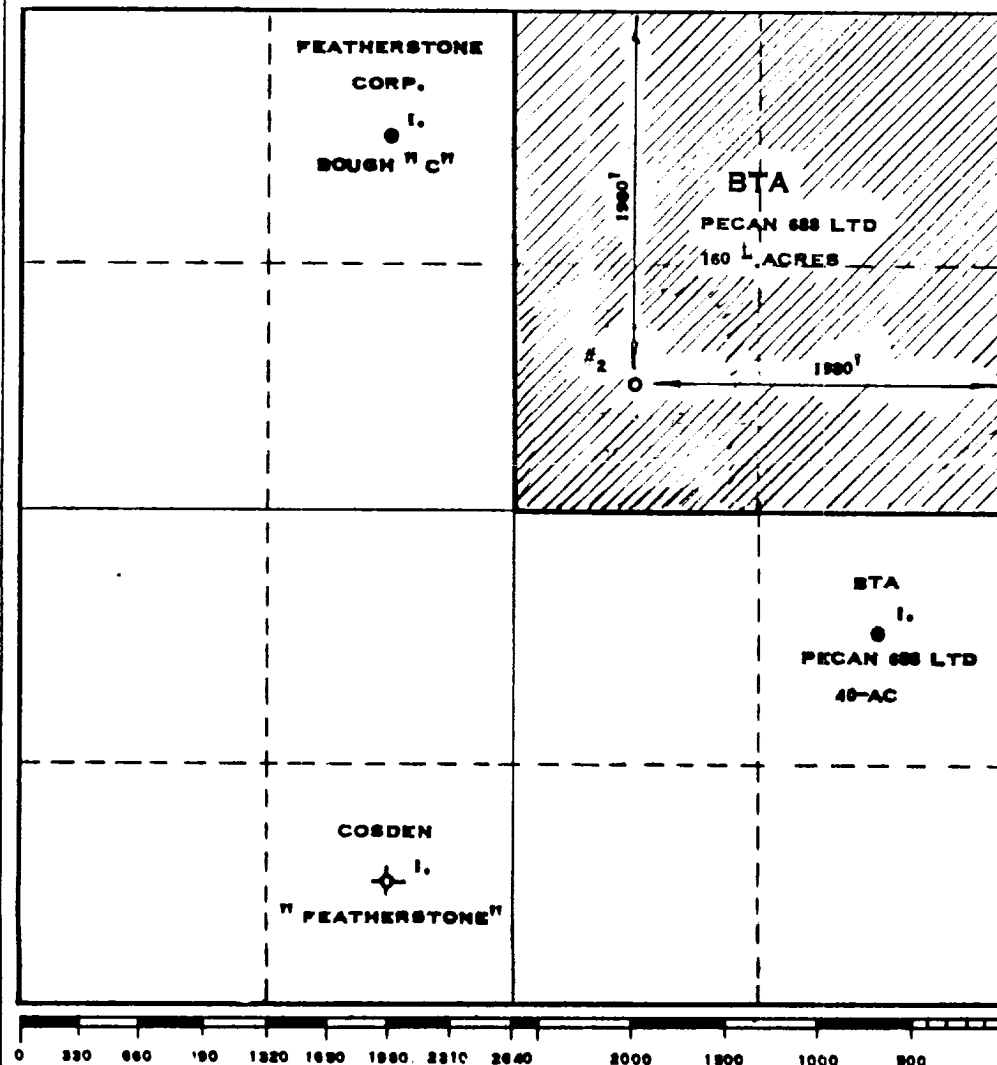 FEATHERSTONE
CORP.
1.
BOUGH "C"
1980'
BTA
PECAN 688 LTD
160 ACRES
#2
1980'
BTA
1.
PECAN 688 LTD
40-AC
COSDEN
1.
"FEATHERSTONE"
0 330 660 190 1320 1650 1980. 2310 2640 2000 1500 1000 500